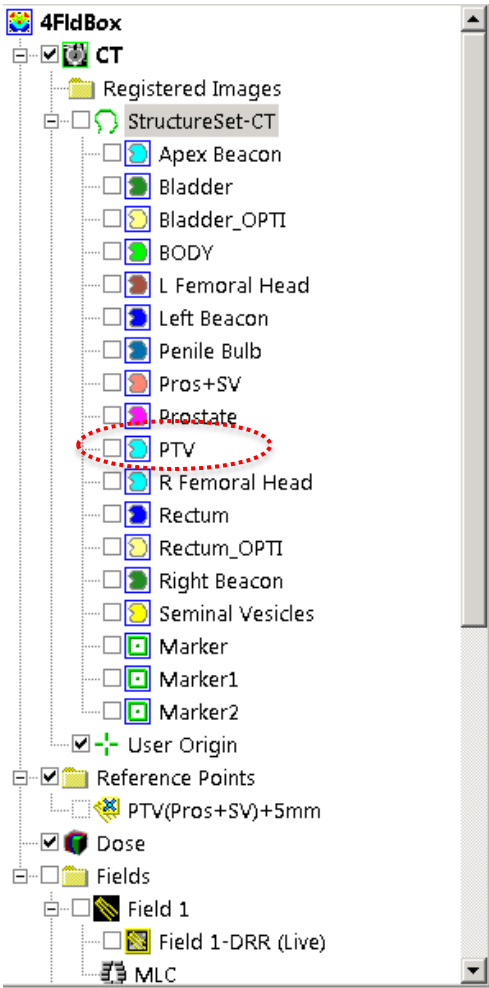 4FldBox
CT
Registered Images
StructureSet-CT
Apex Beacon
Bladder
Bladder_OPTI
BODY
L Femoral Head
Left Beacon
Penile Bulb
Pros+SV
Prostate
PTV
R Femoral Head
Rectum
Rectum_OPTI
Right Beacon
Seminal Vesicles
Marker
Marker1
Marker2
User Origin
Reference Points
PTV(Pros+SV)+5mm
Dose
Fields
Field 1
Field 1-DRR (Live)
MLC